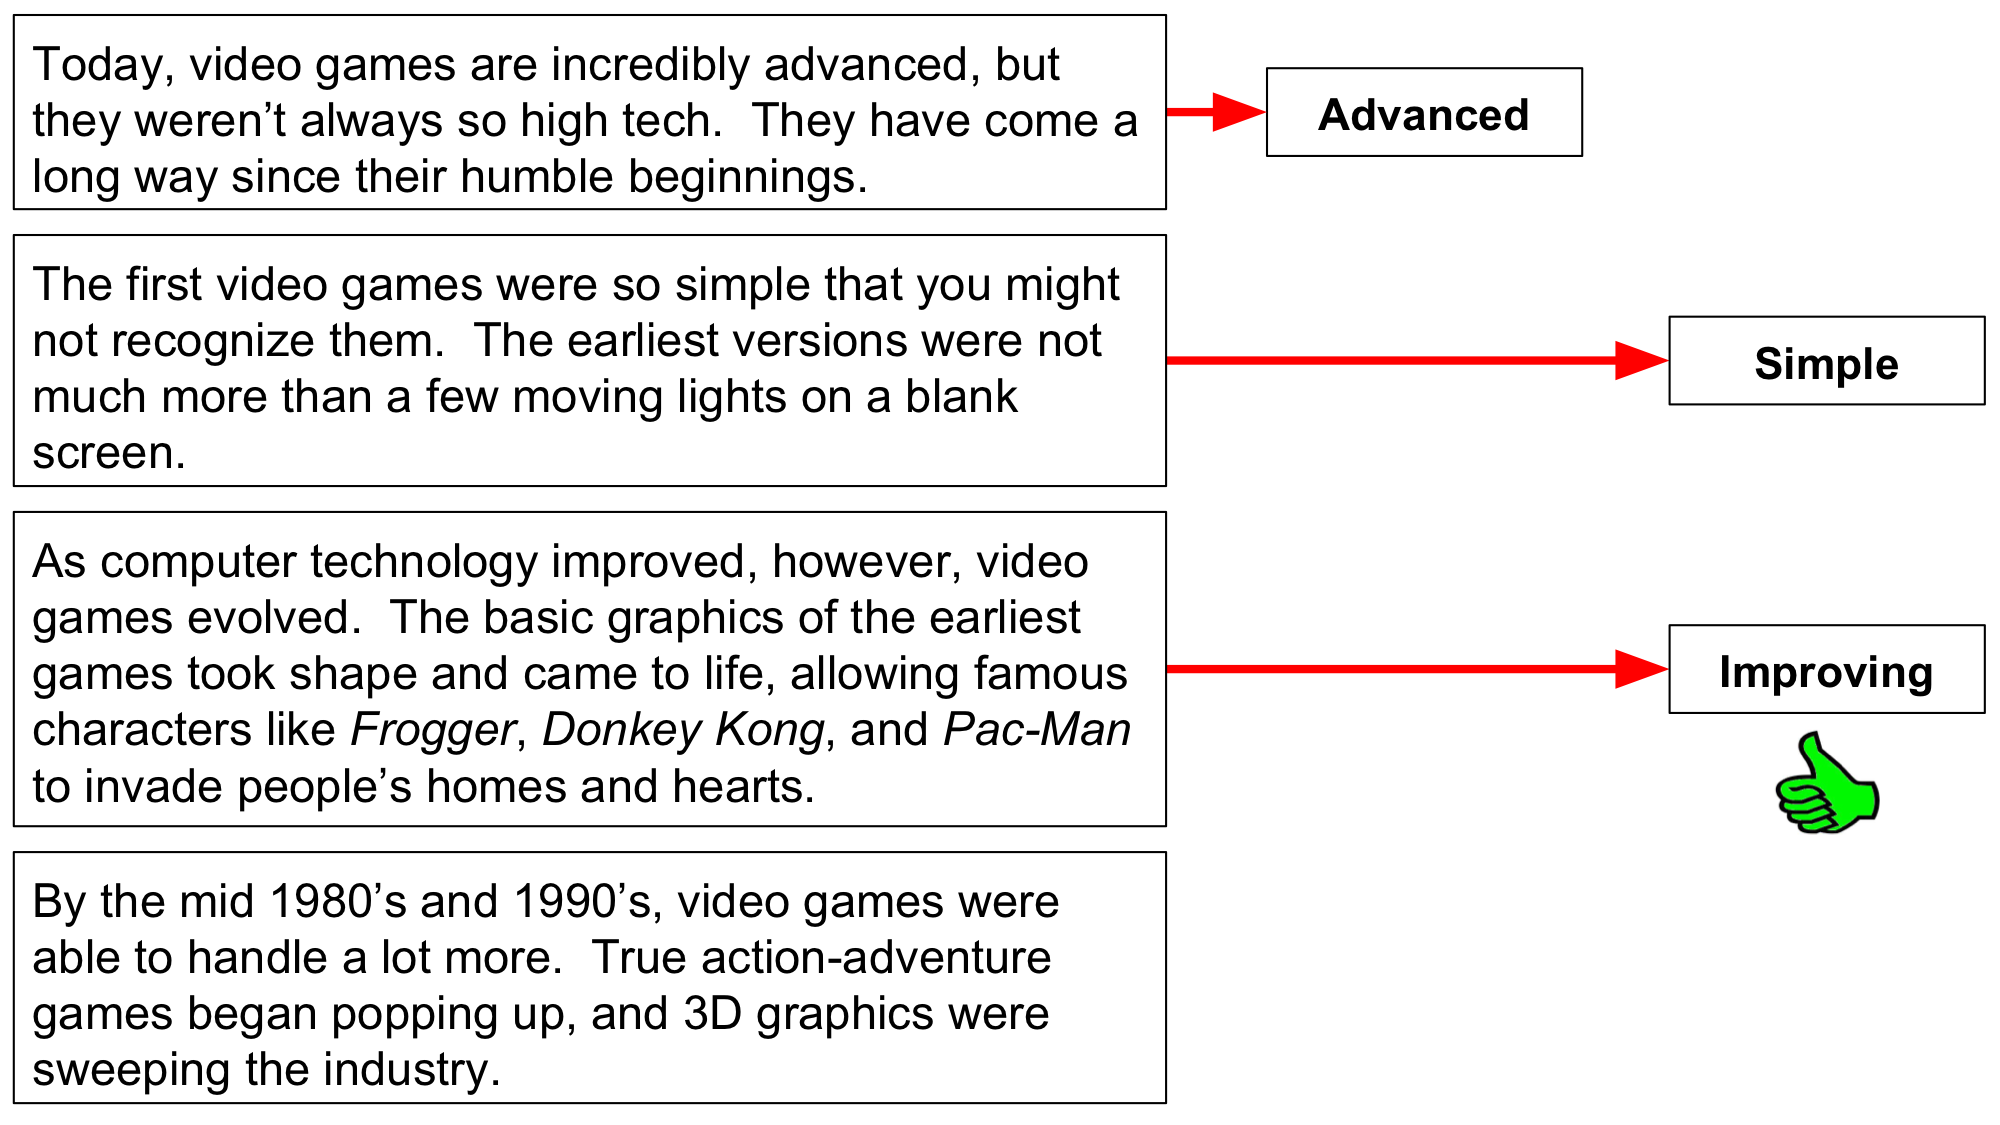 Today, video games are incredibly advanced, but
they weren’t always so high tech.  They have come a
long way since their humble beginnings.
Advanced
The first video games were so simple that you might
not recognize them.  The earliest versions were not
much more than a few moving lights on a blank
screen.
Simple
As computer technology improved, however, video
games evolved.  The basic graphics of the earliest
games took shape and came to life, allowing famous
characters like Frogger, Donkey Kong, and Pac-Man
to invade people’s homes and hearts.
Improving
By the mid 1980’s and 1990’s, video games were
able to handle a lot more.  True action-adventure
games began popping up, and 3D graphics were
sweeping the industry.